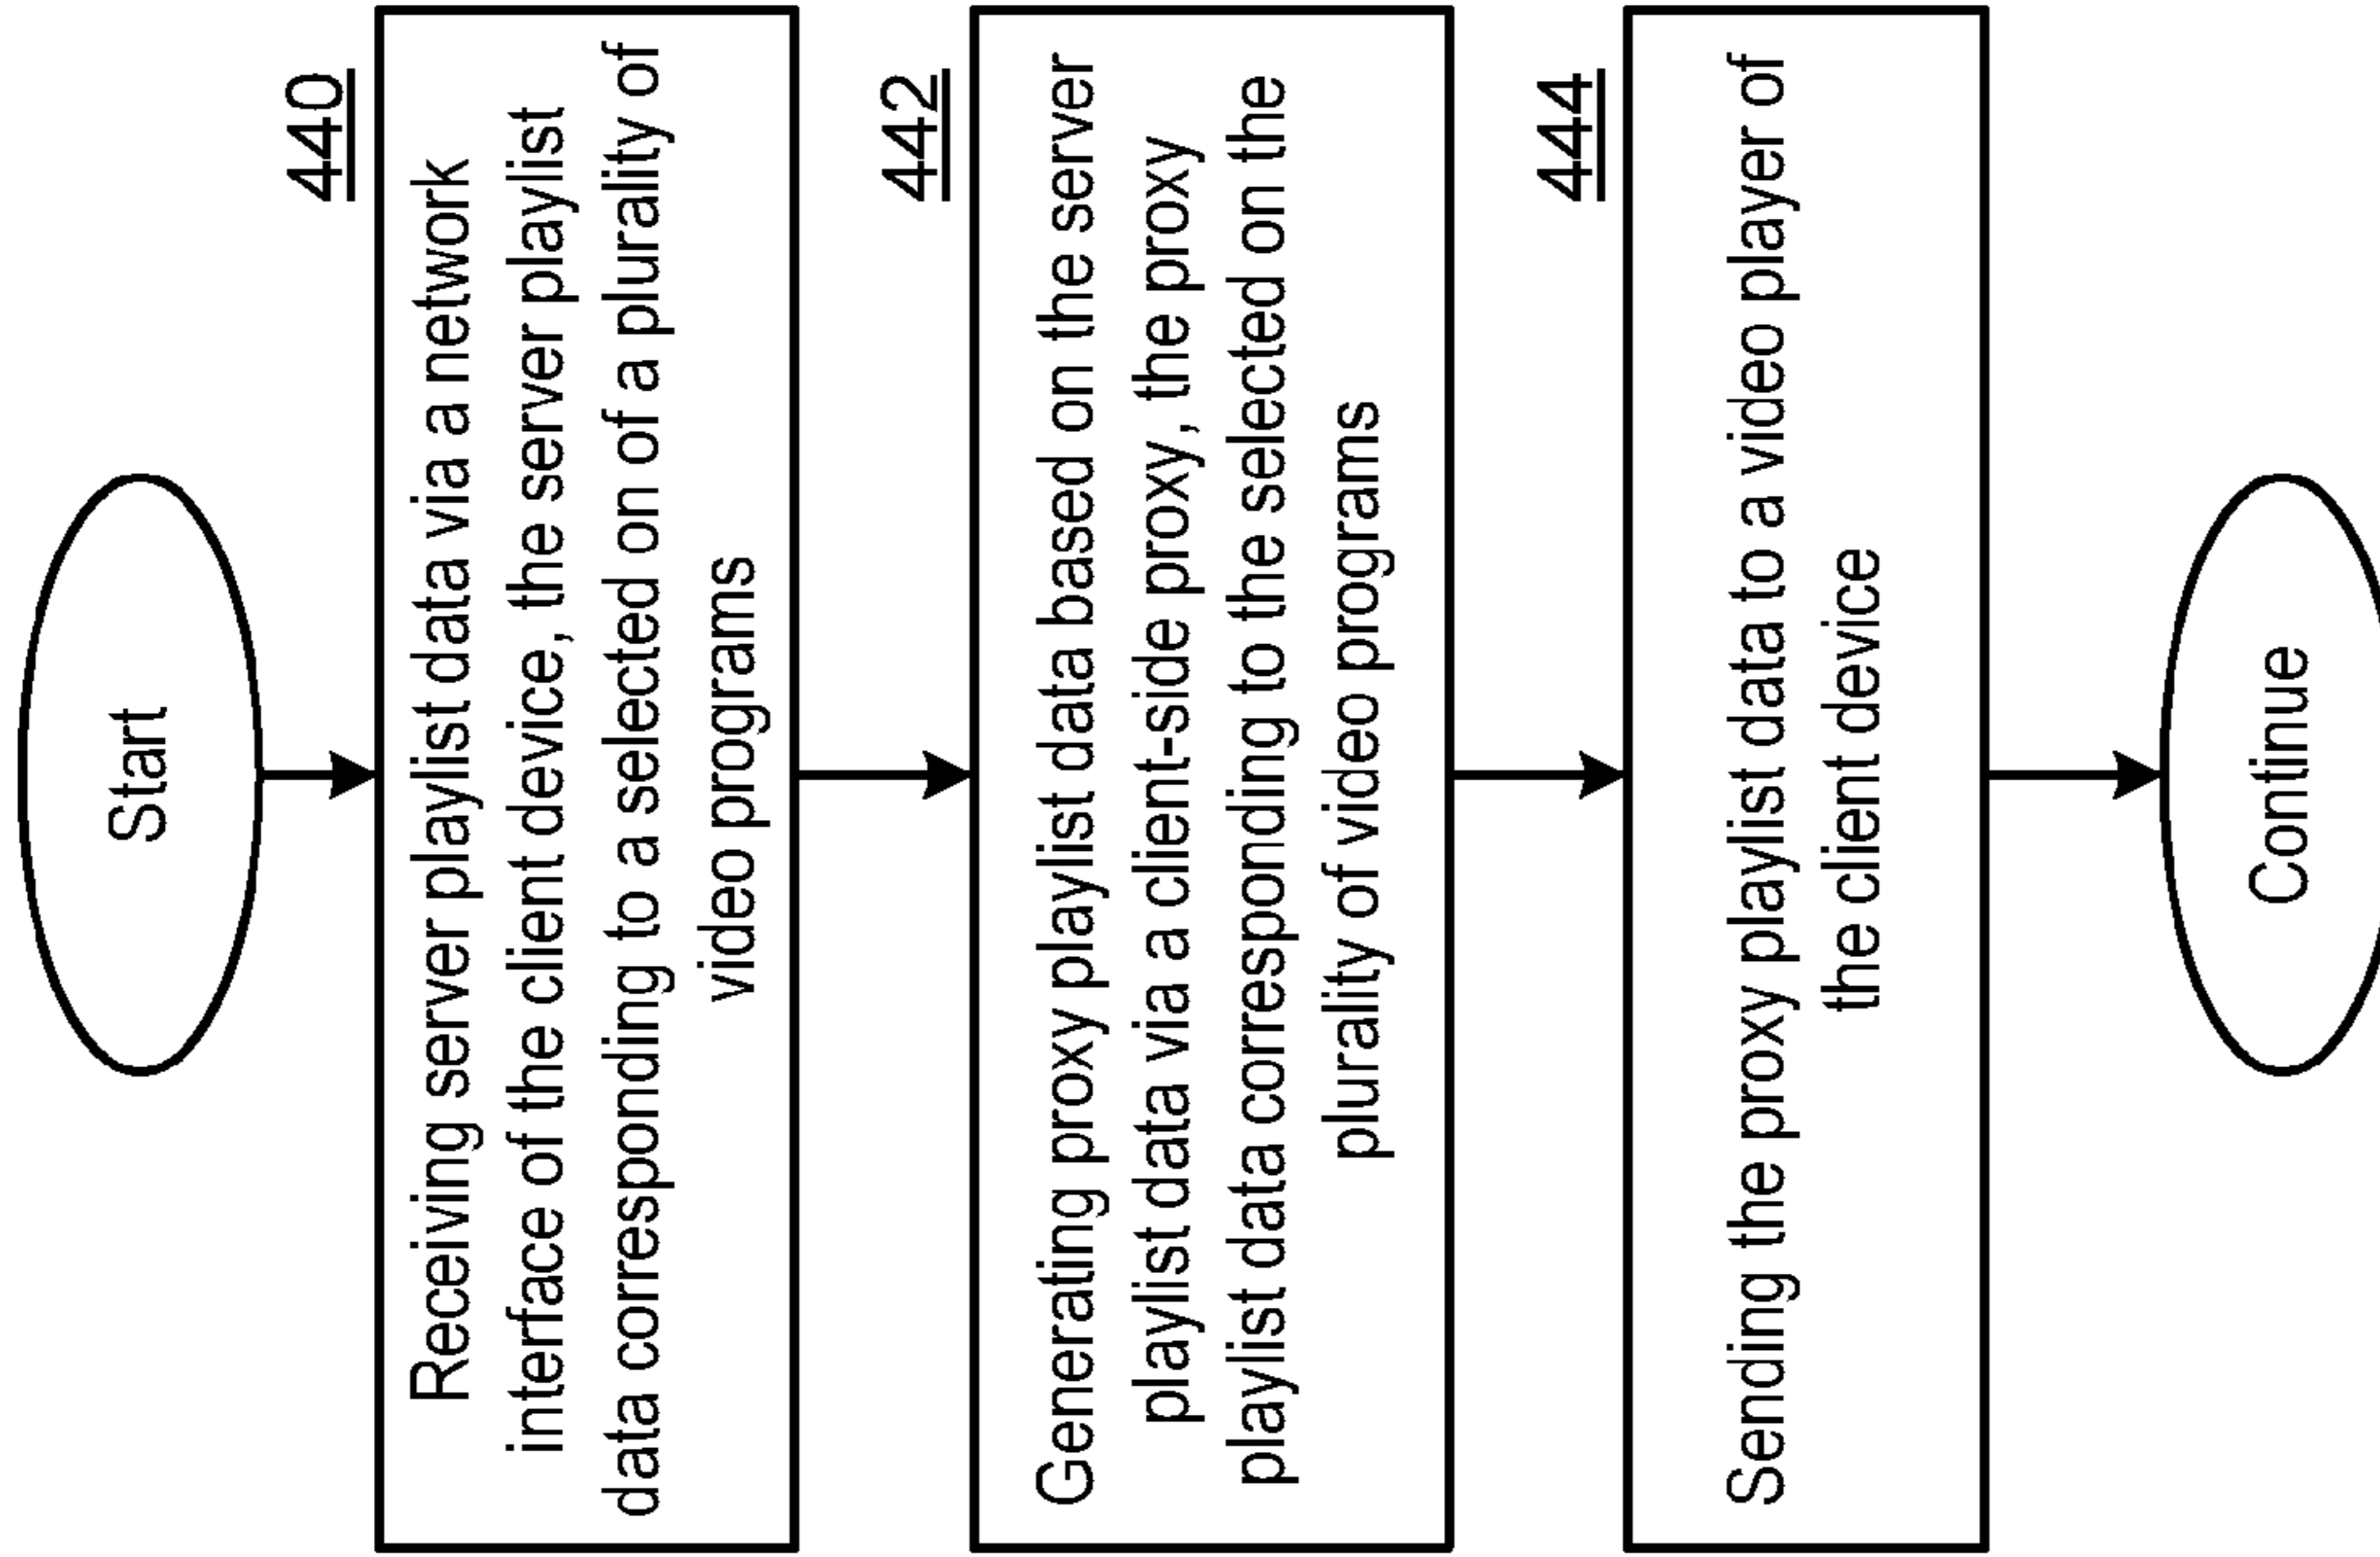 Start
440
Receiving server playlist data via a network
interface of the client device, the server playlist
data corresponding to a selected on of a plurality of
video programs
442
Generating proxy playlist data based on the server
playlist data via a client-side proxy, the proxy
playlist data corresponding to the selected on the
plurality of video programs
444
Sending the proxy playlist data to a video player of
the client device
Continue